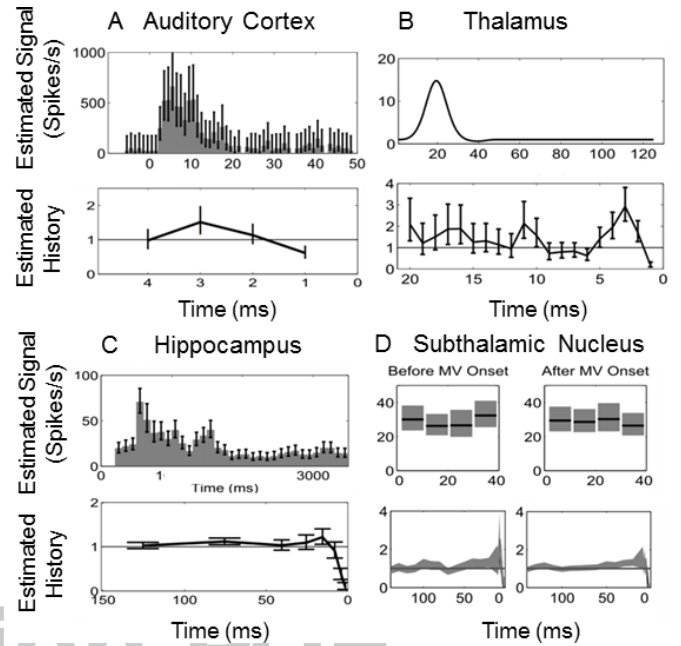 A Auditory Cortex
B Thalamus
Estimated Signal
(Spikes/s)
1000
500
0
0 10 20 30 40 50
20
15
10
5
0
20 40 60 80 100 120
Estimated
History
2
1
0
4 3 2 1 0
Time (ms)
4
3
2
1
0
20 15 10 5 0
Time (ms)
C Hippocampus
D Subthalamic Nucleus
Before MV Onset
After MV Onset
Estimated Signal
(Spikes/s)
100
50
0
0 1 3000
Time (ms)
40
20
0
0 20 40
40
20
0
0 20 40
Estimated
History
2
1
0
150 100 50 0
Time (ms)
4
2
0
100 50 0
4
2
0
100 50 0
Time (ms)